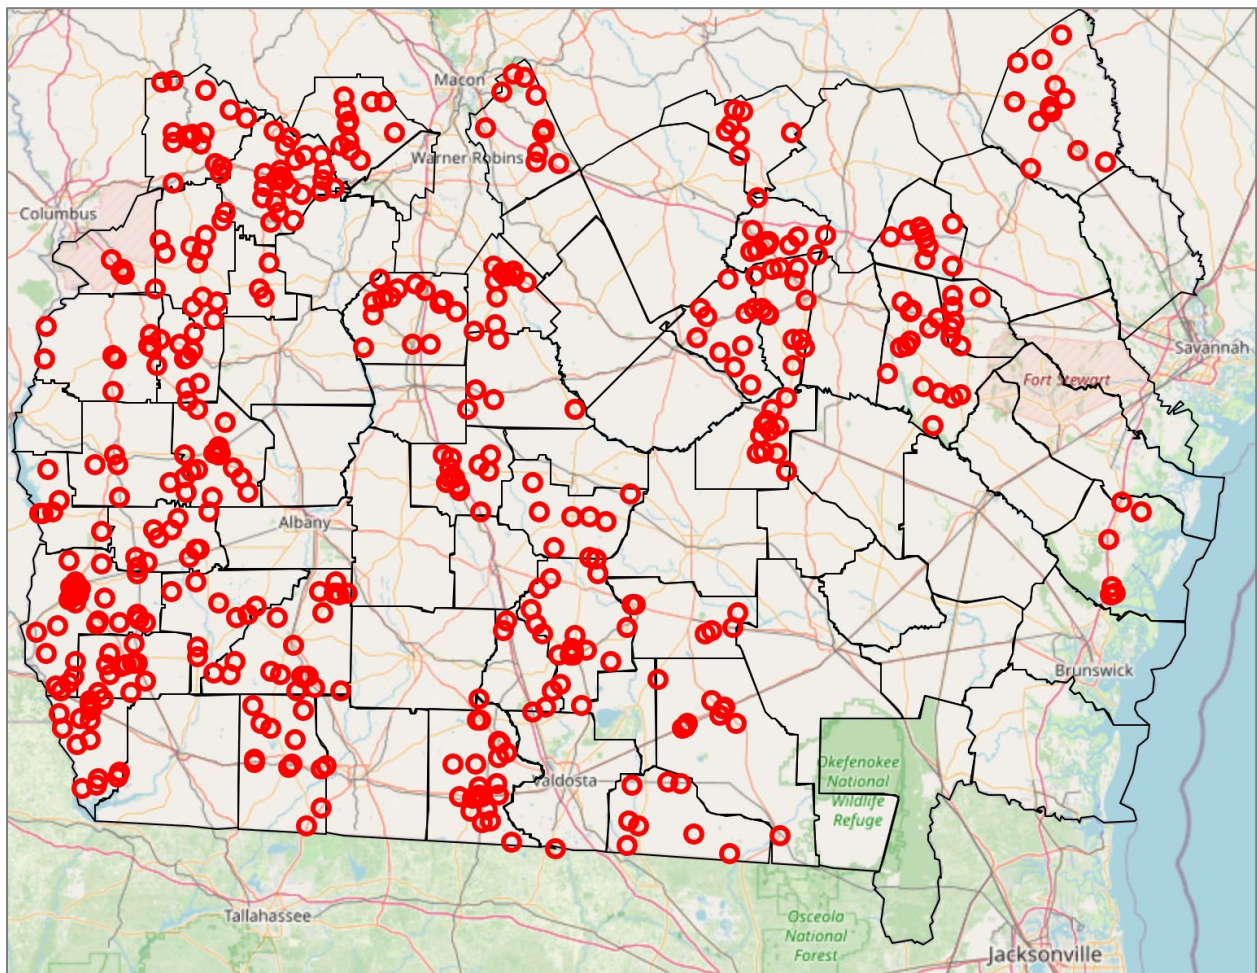 Macon
Warner Robins
Columbus
Savannah
Fort Stewart
Albany
Brunswick
Okefenokee
National
Wildlife
Refuge
Valdosta
Tallahassee
Osceola
National
Forest
Jacksonville